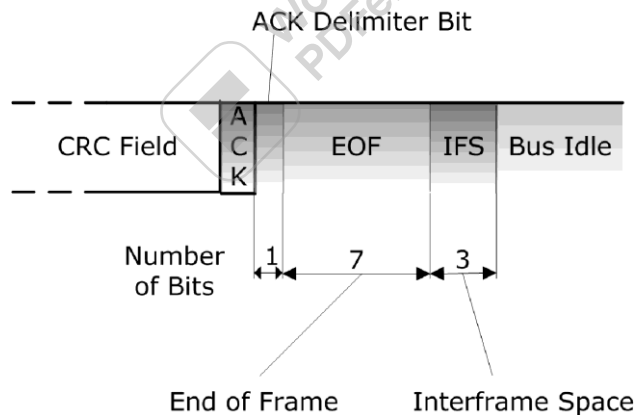 ACK Delimiter Bit
CRC Field
A
C
K
EOF
IFS
Bus Idle
Number
of Bits
1
7
3
End of Frame
Interframe Space